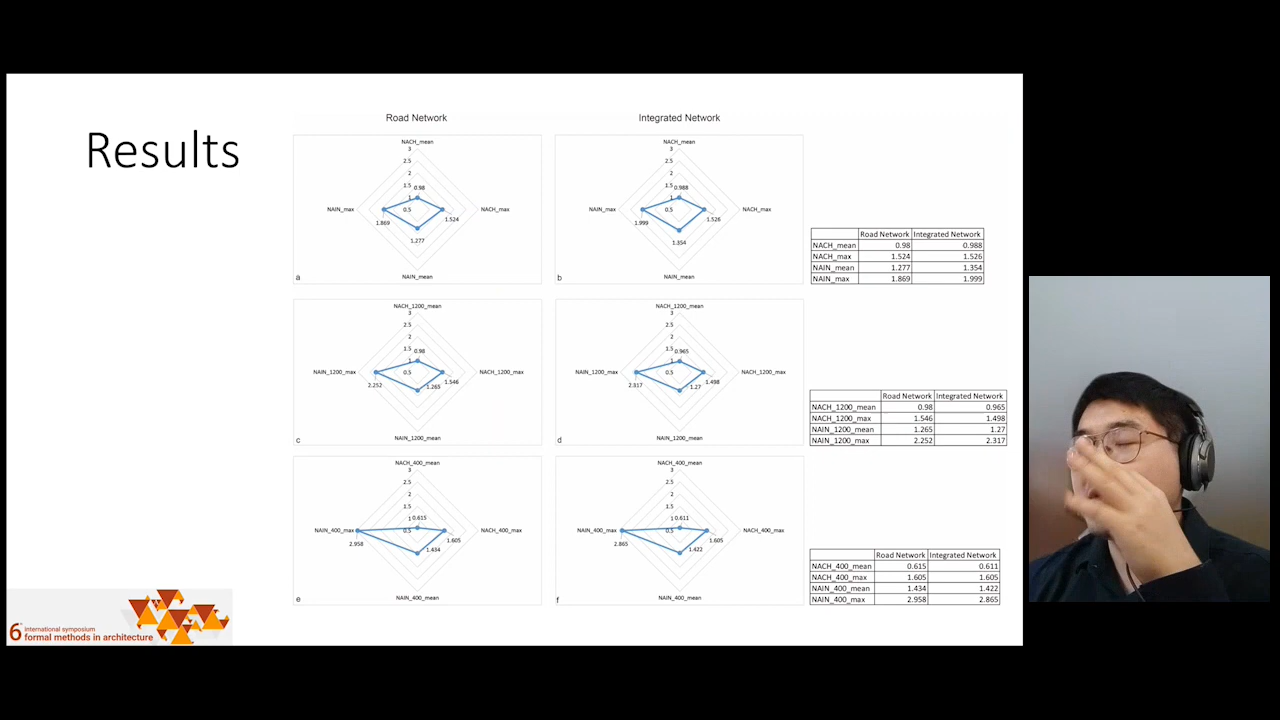 Results
Road Network
Integrated Network
NACH_mean
3
2.5
2
1.5
0.98
1
0.5
NAIN_max
NACH_max
1.869
1.524
1.277
NAIN_mean
a
NACH_mean
3
2.5
2
1.5
0.988
1
0.5
NAIN_max
NACH_max
1.999
1.526
1.354
NAIN_mean
b
Road Network Integrated Network
NACH_mean 0.98 0.988
NACH_max 1.524 1.526
NAIN_mean 1.277 1.354
NAIN_max 1.869 1.999
NACH_1200_mean
3
2.5
2
1.5
0.98
1
0.5
NAIN_1200_max
NACH_1200_max
2.252
1.546
1.265
NAIN_1200_mean
c
NACH_1200_mean
3
2.5
2
1.5
0.965
1
0.5
NAIN_1200_max
NACH_1200_max
2.317
1.498
1.27
NAIN_1200_mean
d
Road Network Integrated Network
NACH_1200_mean 0.98 0.965
NACH_1200_max 1.546 1.498
NAIN_1200_mean 1.265 1.27
NAIN_1200_max 2.252 2.317
NACH_400_mean
3
2.5
2
1.5
1
0.615
0.5
NAIN_400_max
NACH_400_max
2.958
1.605
1.434
NAIN_400_mean
e
NACH_400_mean
3
2.5
2
1.5
1
0.611
0.5
NAIN_400_max
NACH_400_max
2.865
1.605
1.422
NAIN_400_mean
f
Road Network Integrated Network
NACH_400_mean 0.615 0.611
NACH_400_max 1.605 1.605
NAIN_400_mean 1.434 1.422
NAIN_400_max 2.958 2.865
6th international symposium
formal methods in architecture